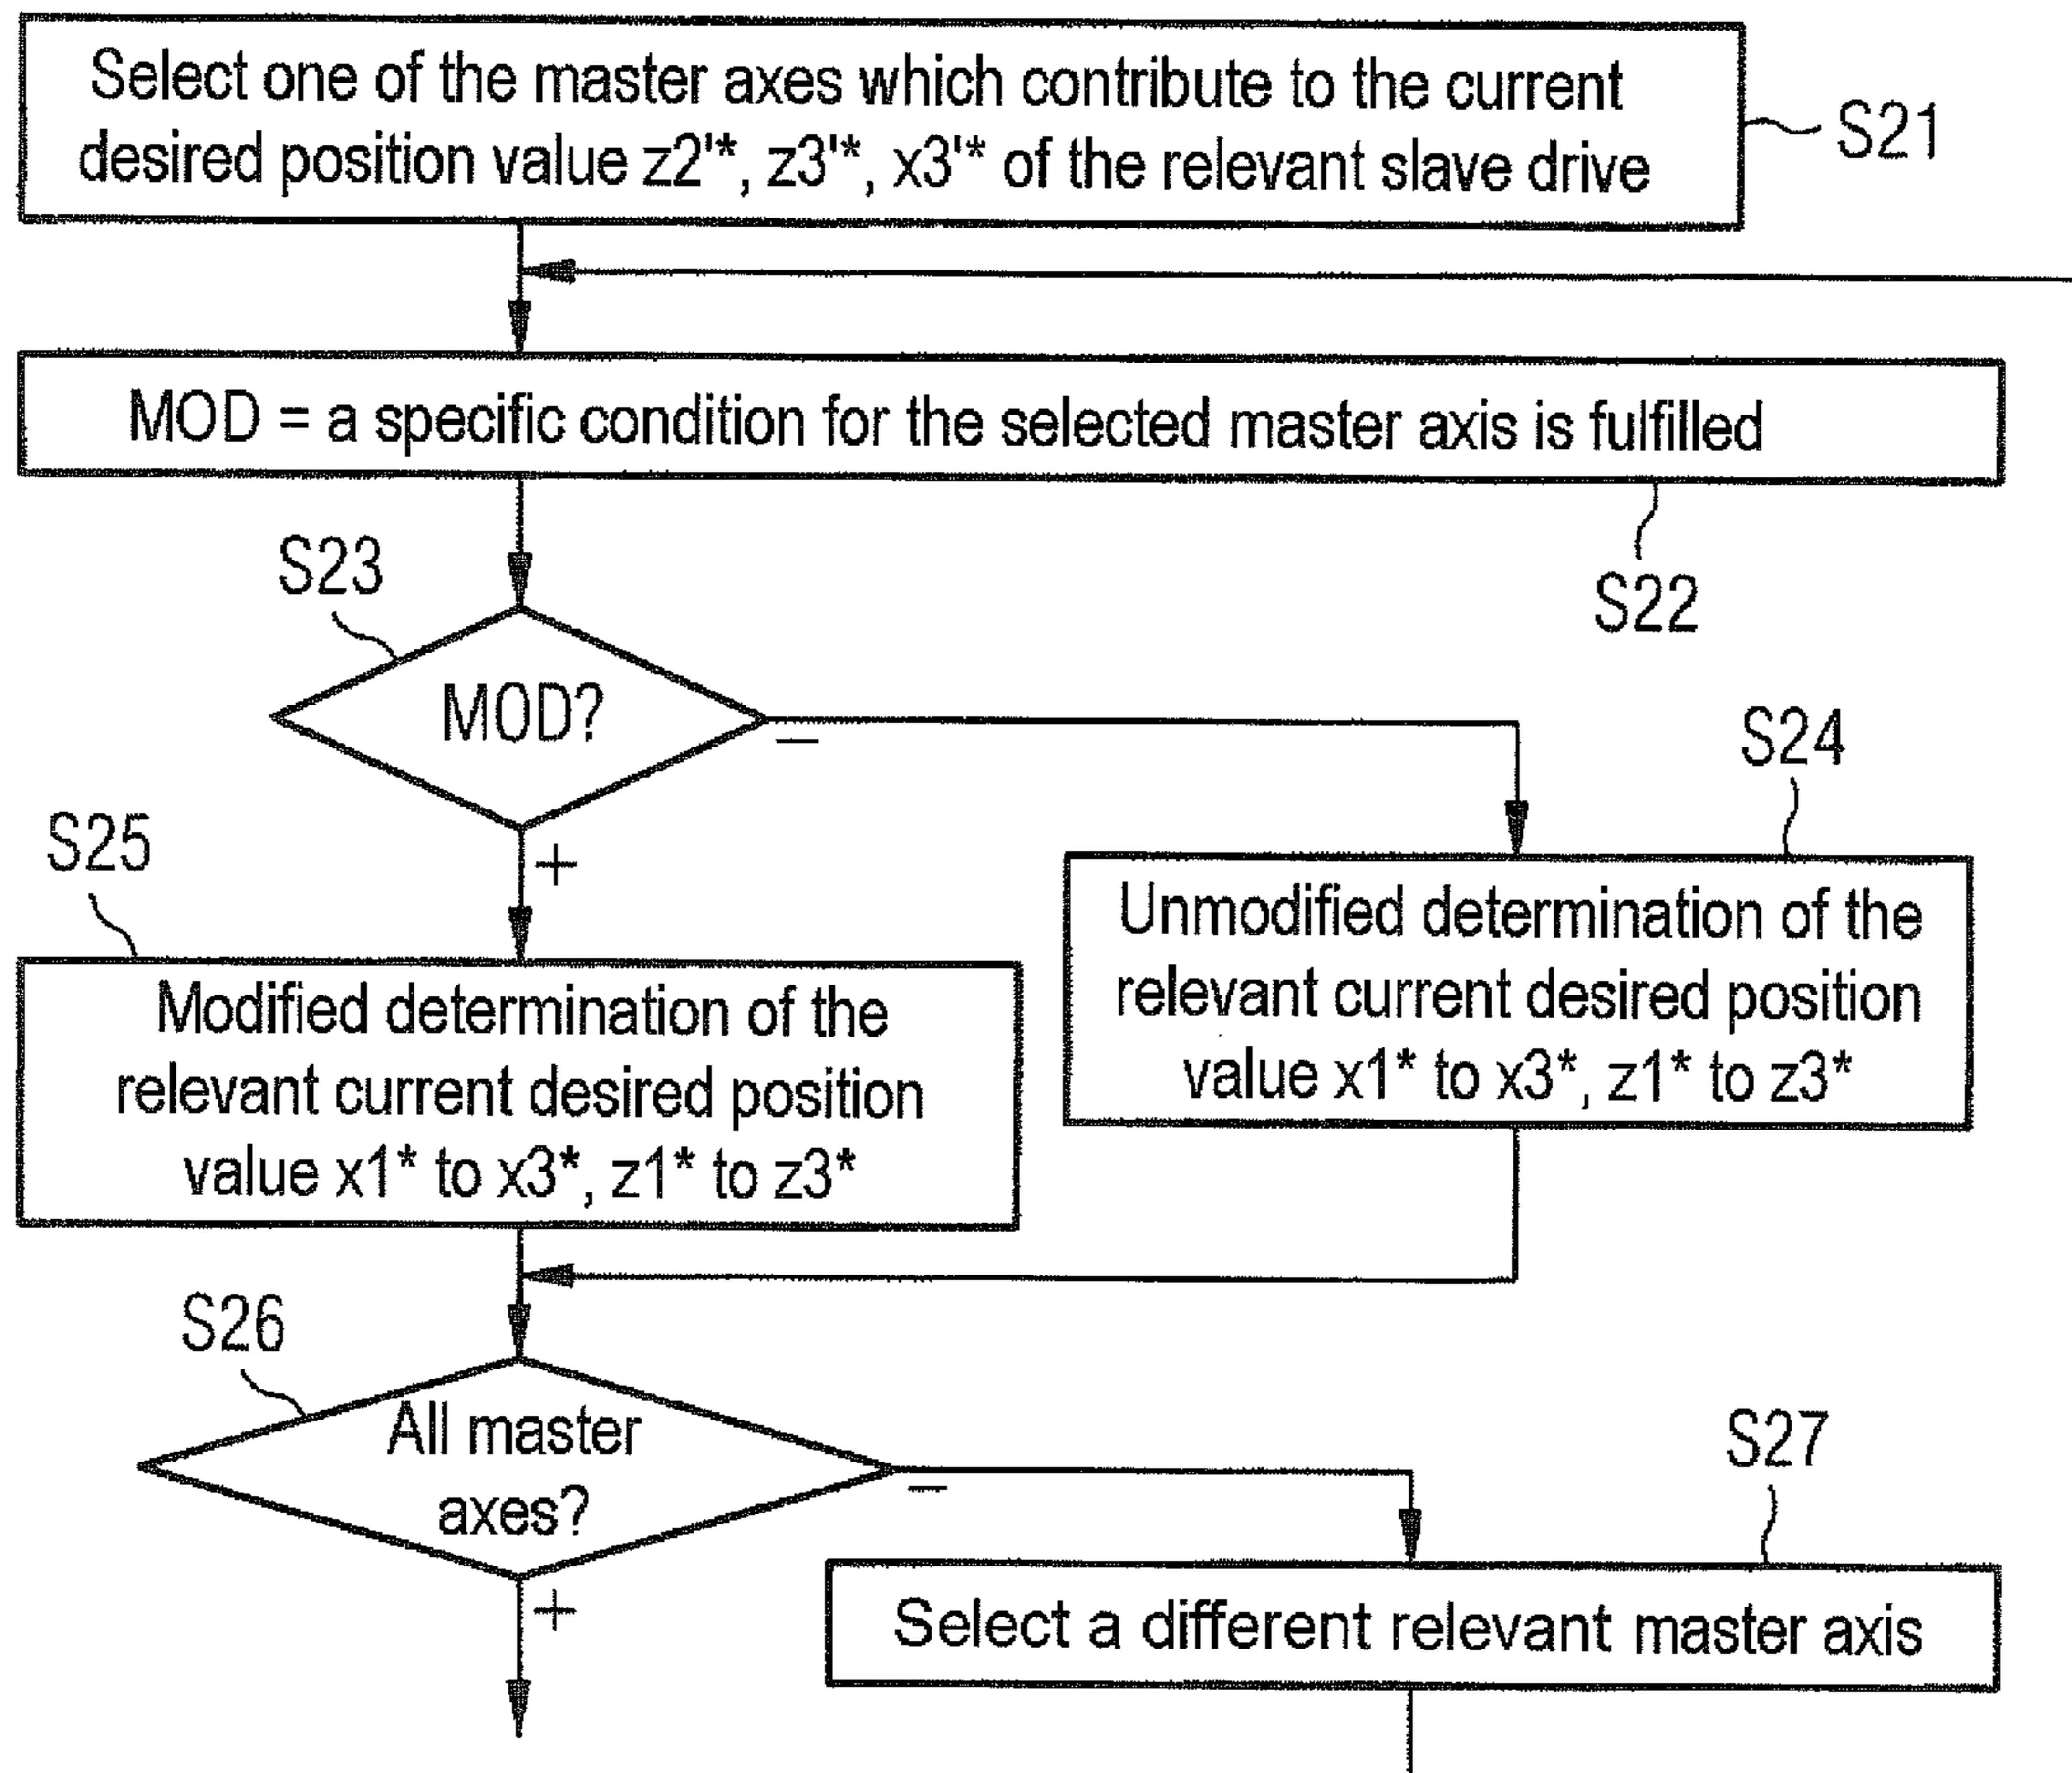 Select one of the master axes which contribute to the current
desired position value z2'*, z3'*, x3'* of the relevant slave drive
S21
MOD = a specific condition for the selected master axis is fulfilled
S22
S23
MOD?
−
+
S24
Unmodified determination of the
relevant current desired position
value x1* to x3*, z1* to z3*
S25
Modified determination of the
relevant current desired position
value x1* to x3*, z1* to z3*
S26
All master
axes?
−
+
S27
Select a different relevant master axis